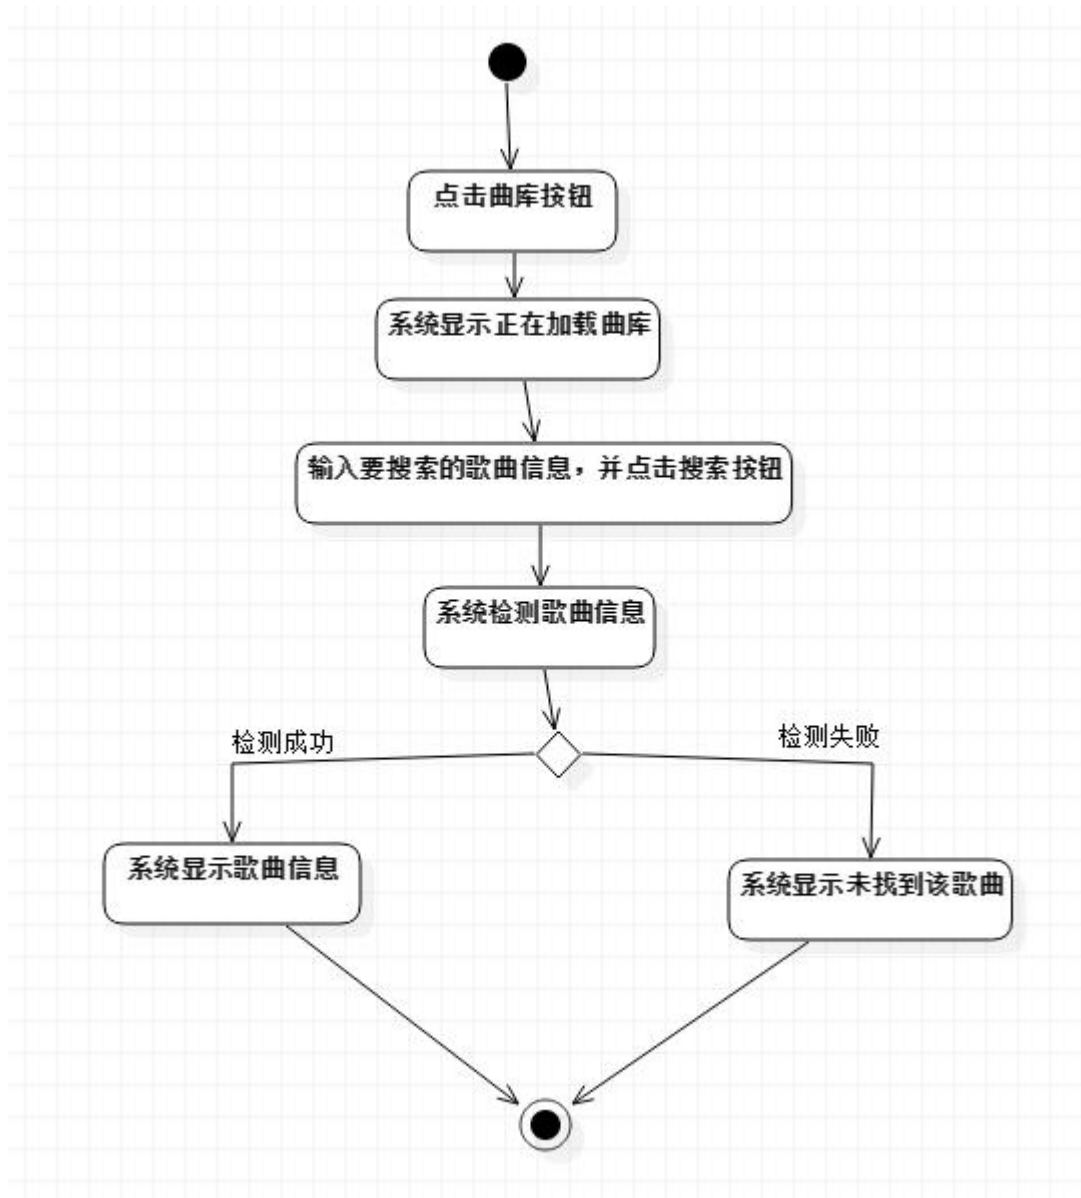 点击曲库按钮
系统显示正在加载曲库
输入要搜索的歌曲信息，并点击搜索按钮
系统检测歌曲信息
检测成功
检测失败
系统显示歌曲信息
系统显示未找到该歌曲